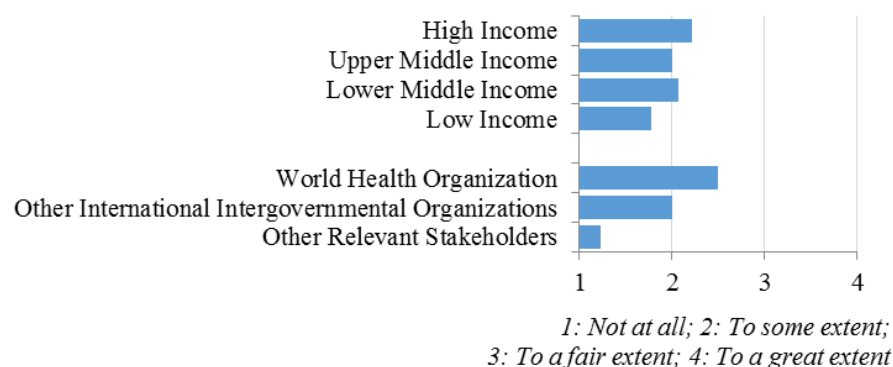 High Income
Upper Middle Income
Lower Middle Income
Low Income
World Health Organization
Other International Intergovernmental Organizations
Other Relevant Stakeholders
1 2 3 4
1: Not at all; 2: To some extent;
3: To a fair extent; 4: To a great extent